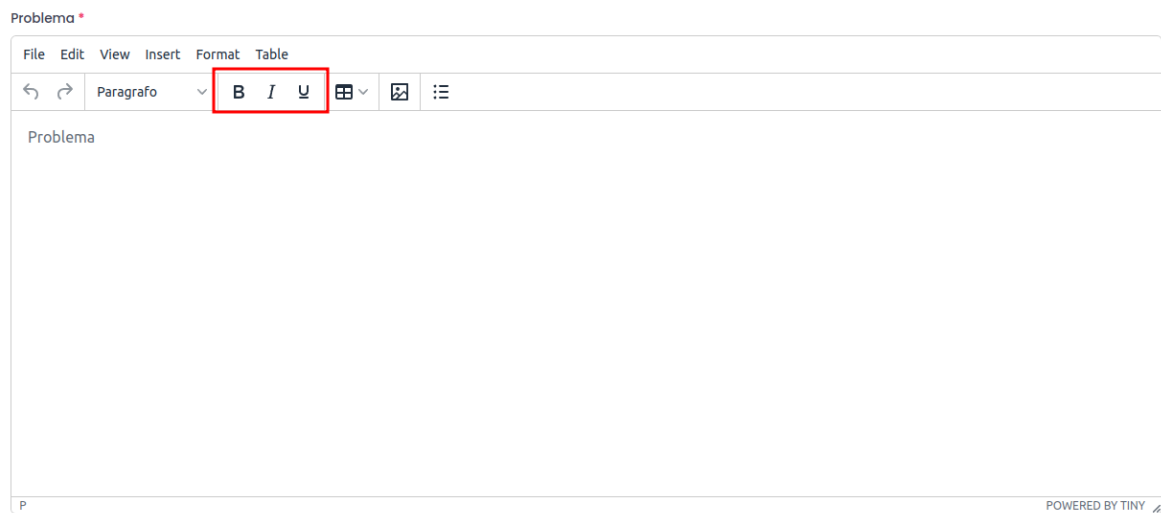 Problema *
File Edit View Insert Format Table
Paragrafo B I U
Problema
P POWERED BY TINY